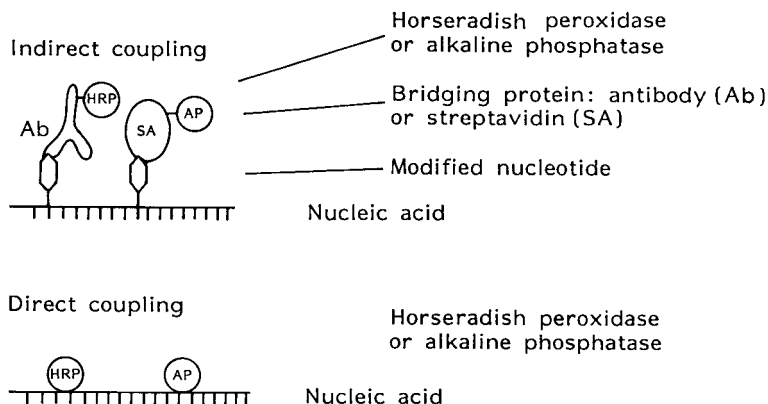 Indirect coupling
Horseradish peroxidase
or alkaline phosphatase
HRP
Ab
SA
AP
Bridging protein: antibody (Ab)
or streptavidin (SA)
Modified nucleotide
Nucleic acid
Direct coupling
Horseradish peroxidase
or alkaline phosphatase
HRP
AP
Nucleic acid